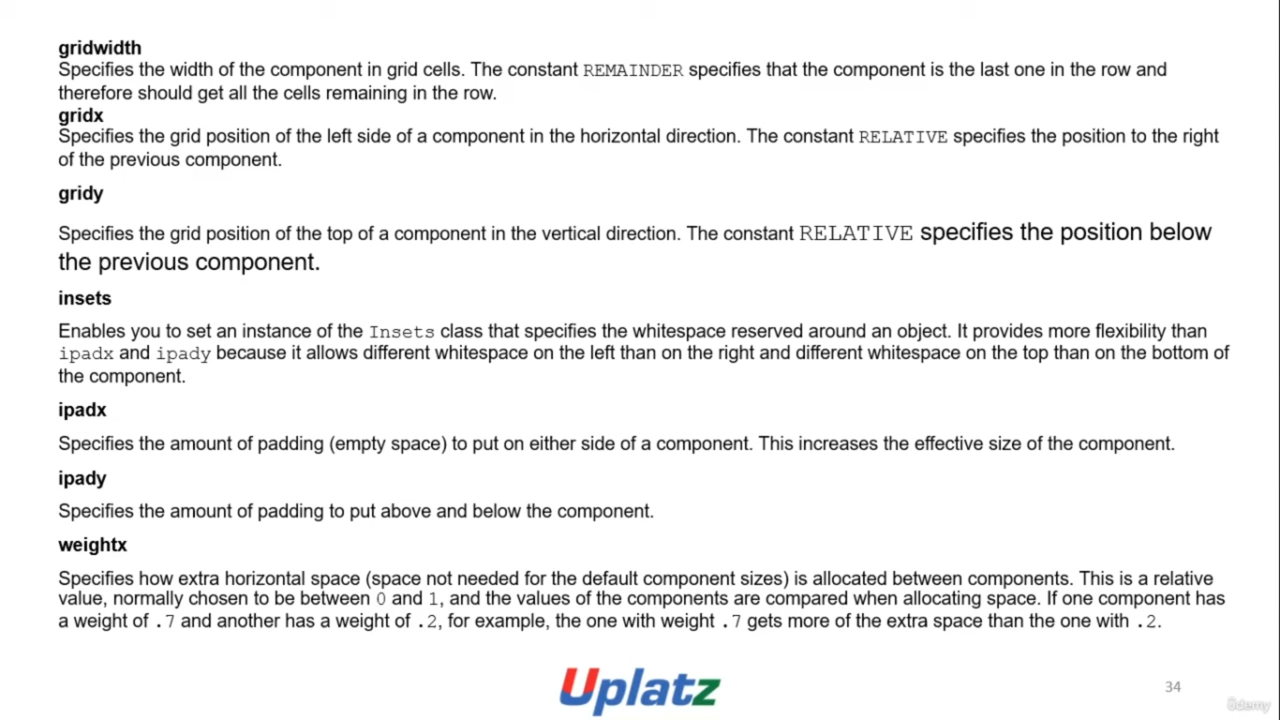 gridwidth
Specifies the width of the component in grid cells. The constant REMAINDER specifies that the component is the last one in the row and
therefore should get all the cells remaining in the row.
gridx
Specifies the grid position of the left side of a component in the horizontal direction. The constant RELATIVE specifies the position to the right
of the previous component.
gridy
Specifies the grid position of the top of a component in the vertical direction. The constant RELATIVE specifies the position below
the previous component.
insets
Enables you to set an instance of the Insets class that specifies the whitespace reserved around an object. It provides more flexibility than
ipadx and ipady because it allows different whitespace on the left than on the right and different whitespace on the top than on the bottom of
the component.
ipadx
Specifies the amount of padding (empty space) to put on either side of a component. This increases the effective size of the component.
ipady
Specifies the amount of padding to put above and below the component.
weightx
Specifies how extra horizontal space (space not needed for the default component sizes) is allocated between components. This is a relative
value, normally chosen to be between 0 and 1, and the values of the components are compared when allocating space. If one component has
a weight of .7 and another has a weight of .2, for example, the one with weight .7 gets more of the extra space than the one with .2.
Uplatz
34
ûdemy